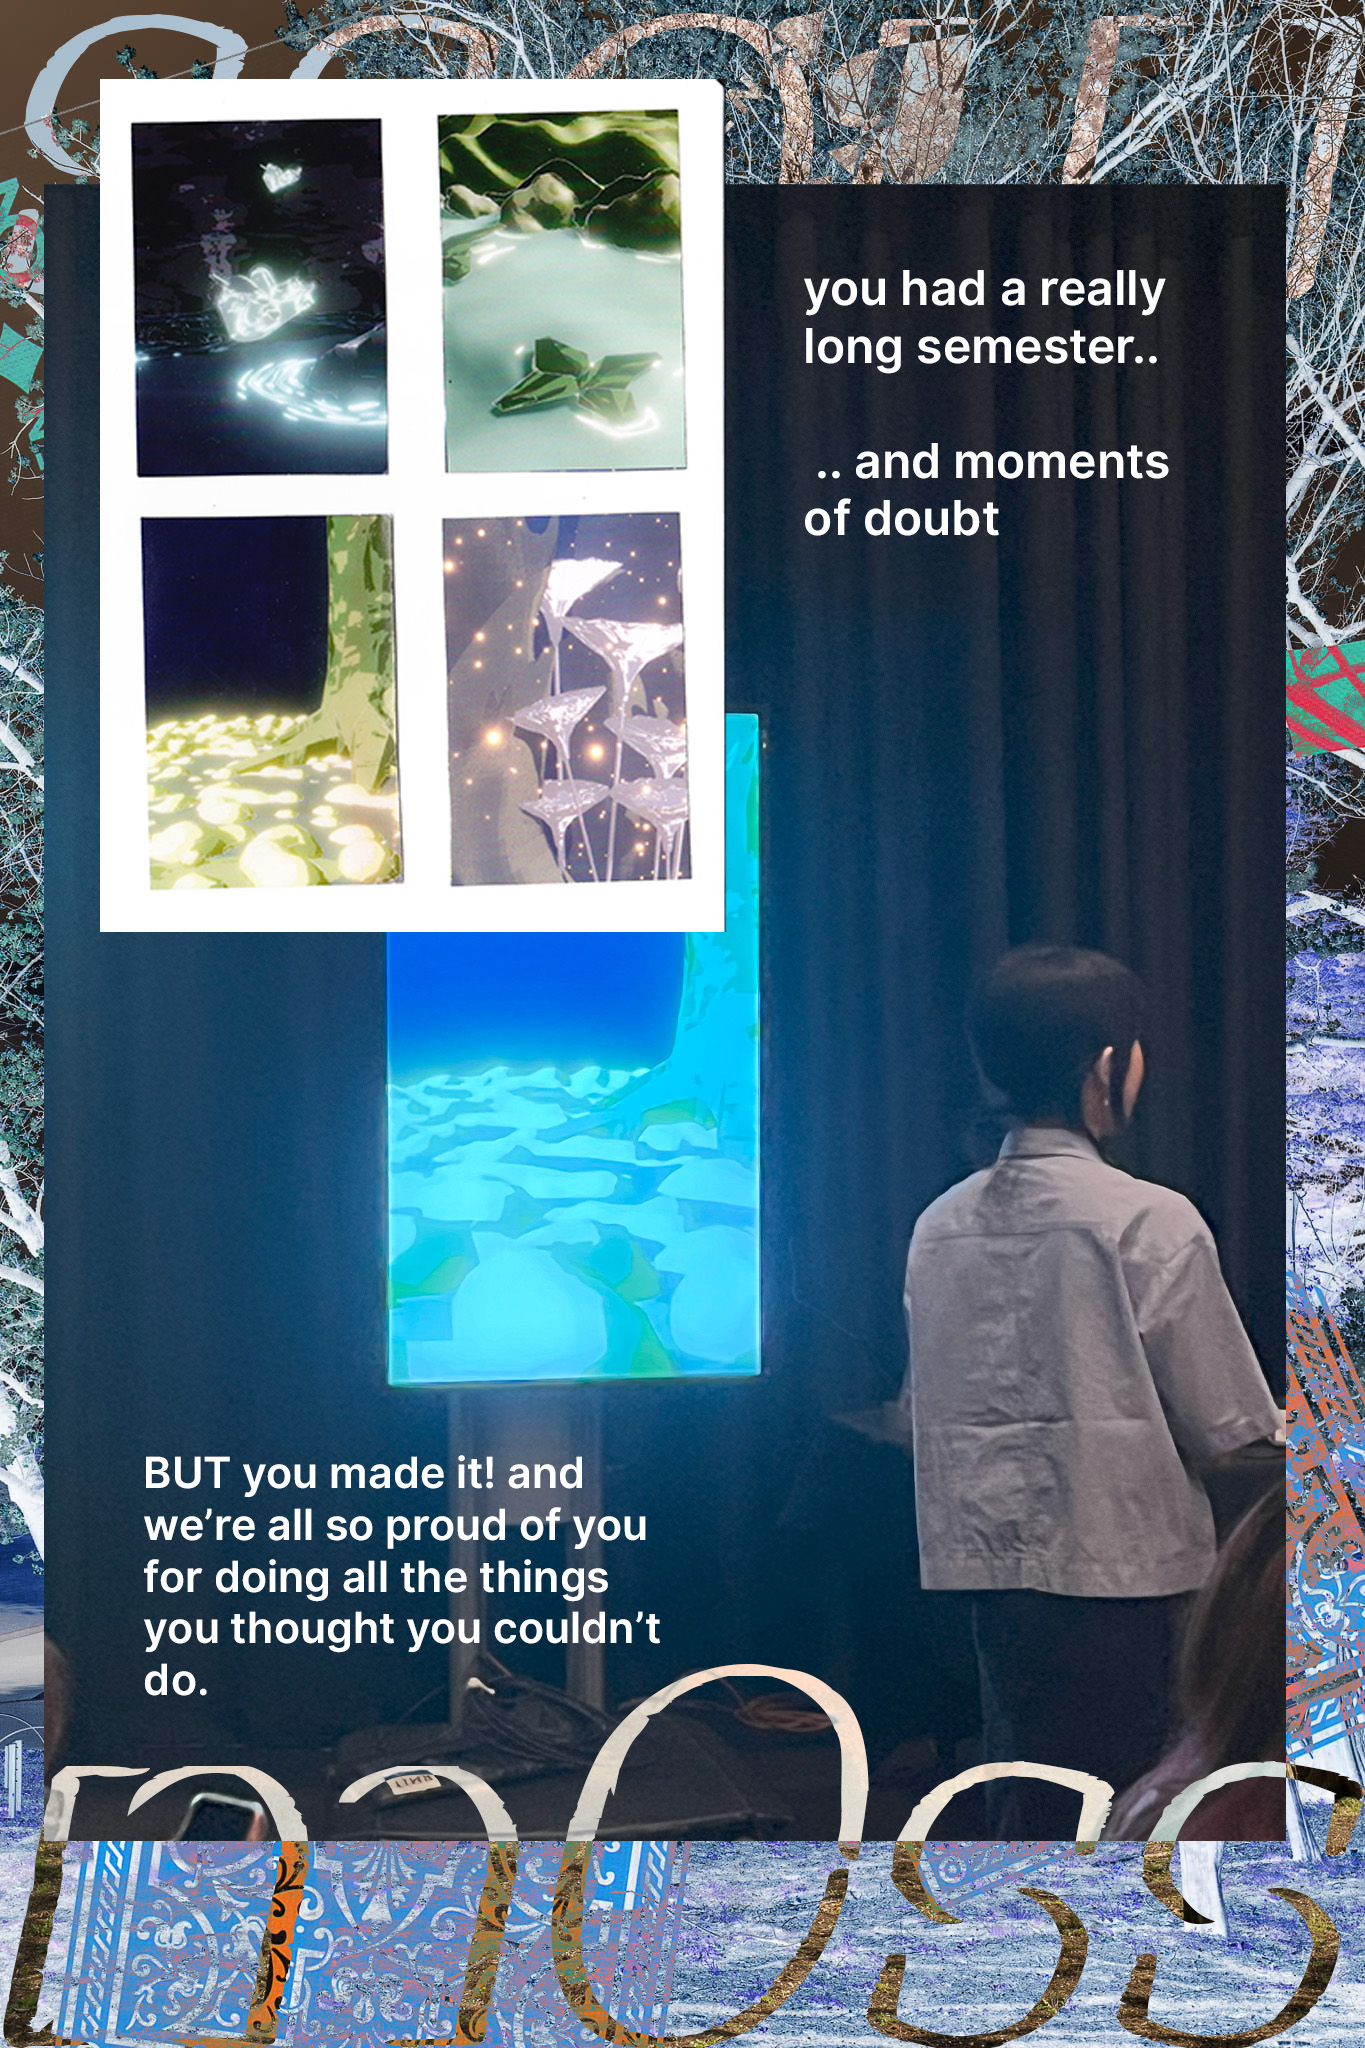 you had a really
long semester..
.. and moments
of doubt
BUT you made it! and
we’re all so proud of you
for doing all the things
you thought you couldn’t
do.